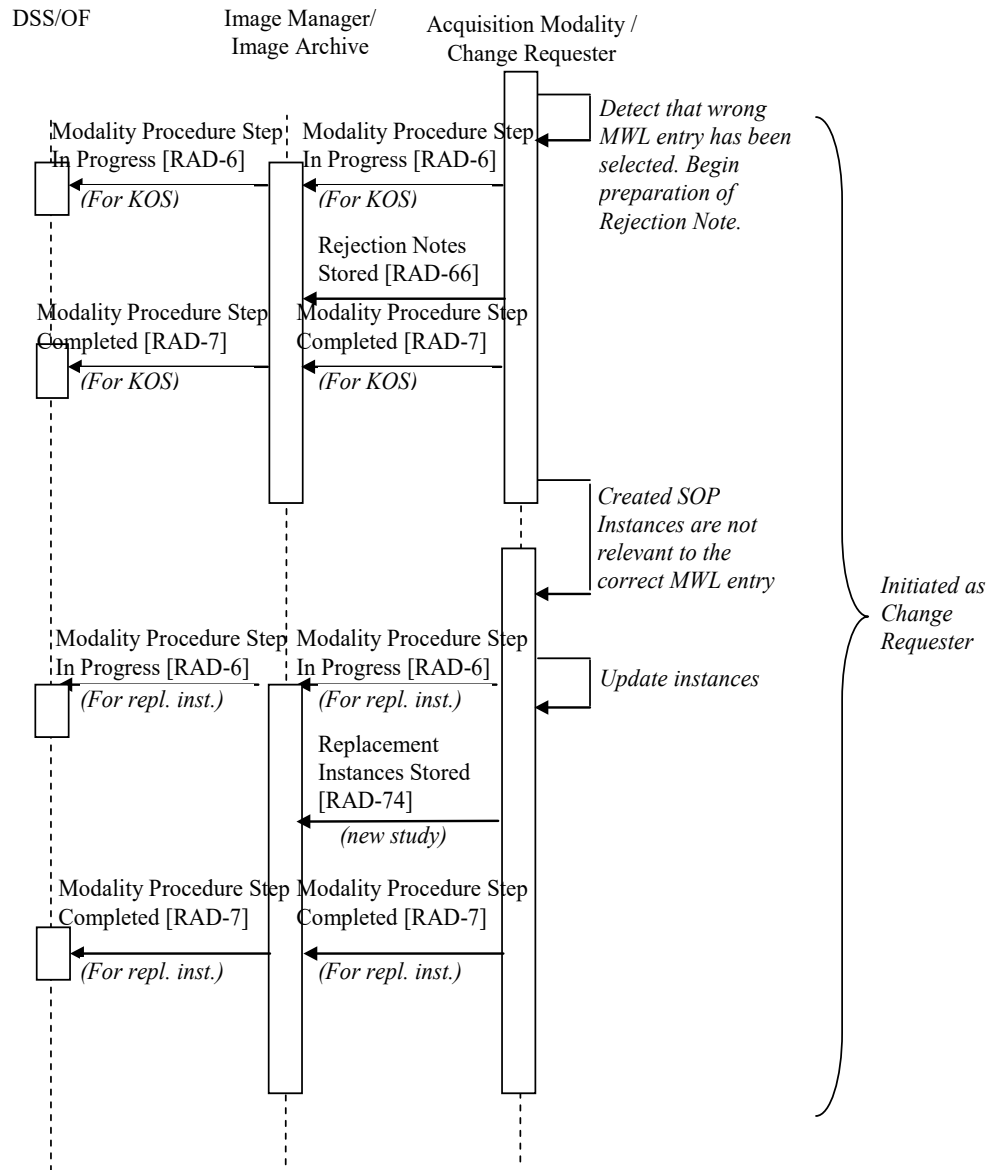 DSS/OF
Image Manager/
Image Archive
Acquisition Modality /
Change Requester
Detect that wrong
MWL entry has been
selected. Begin
preparation of
Rejection Note.
Modality Procedure Step
In Progress [RAD-6]
(For KOS)
Modality Procedure Step
In Progress [RAD-6]
(For KOS)
Rejection Notes
Stored [RAD-66]
Modality Procedure Step
Completed [RAD-7]
(For KOS)
Modality Procedure Step
Completed [RAD-7]
(For KOS)
Created SOP
Instances are not
relevant to the
correct MWL entry
Initiated as
Change
Requester
Modality Procedure Step
In Progress [RAD-6]
(For repl. inst.)
Modality Procedure Step
In Progress [RAD-6]
(For repl. inst.)
Update instances
Replacement
Instances Stored
[RAD-74]
(new study)
Modality Procedure Step
Completed [RAD-7]
(For repl. inst.)
Modality Procedure Step
Completed [RAD-7]
(For repl. inst.)